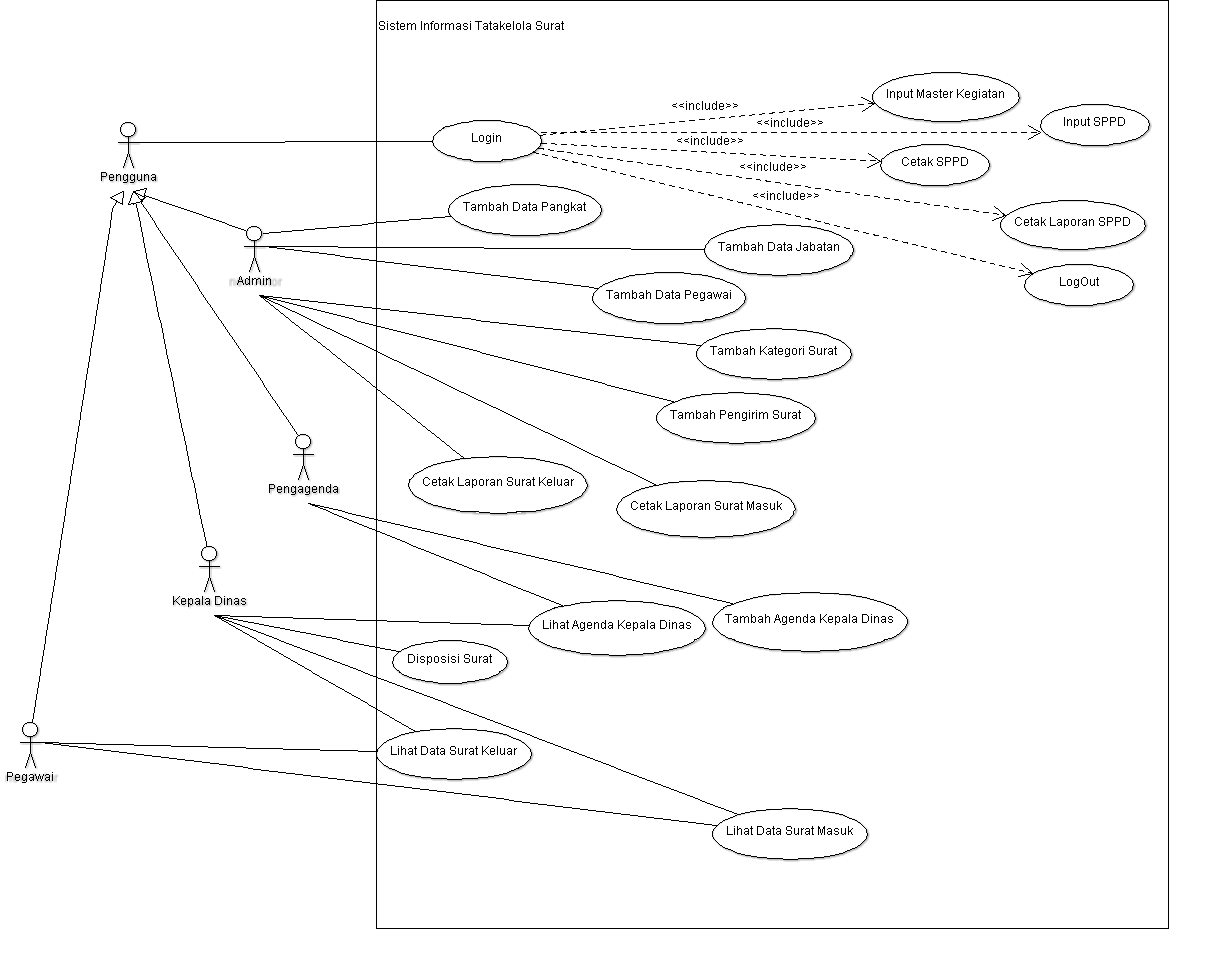 Sistem Informasi Tatakelola Surat
<<include>>
Input Master Kegiatan
<<include>>
Input SPPD
Login
<<include>>
Cetak SPPD
<<include>>
Pengguna
<<include>>
Tambah Data Pangkat
Cetak Laporan SPPD
Tambah Data Jabatan
Admin
LogOut
Tambah Data Pegawai
Tambah Kategori Surat
Tambah Pengirim Surat
Cetak Laporan Surat Keluar
Pengagenda
Cetak Laporan Surat Masuk
Kepala Dinas
Lihat Agenda Kepala Dinas
Tambah Agenda Kepala Dinas
Disposisi Surat
Lihat Data Surat Keluar
Pegawai
Lihat Data Surat Masuk